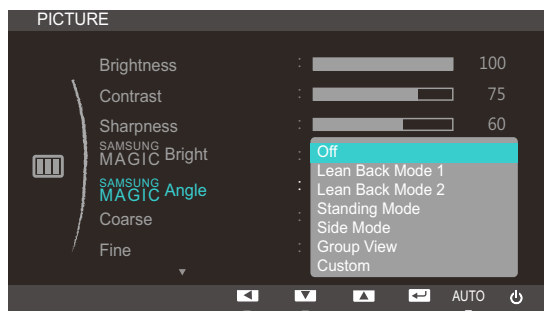 PICTURE
Brightness : 100
Contrast : 75
Sharpness : 60
SAMSUNG MAGIC Bright :
SAMSUNG MAGIC Angle :
Coarse :
Fine :
Off
Lean Back Mode 1
Lean Back Mode 2
Standing Mode
Side Mode
Group View
Custom
AUTO